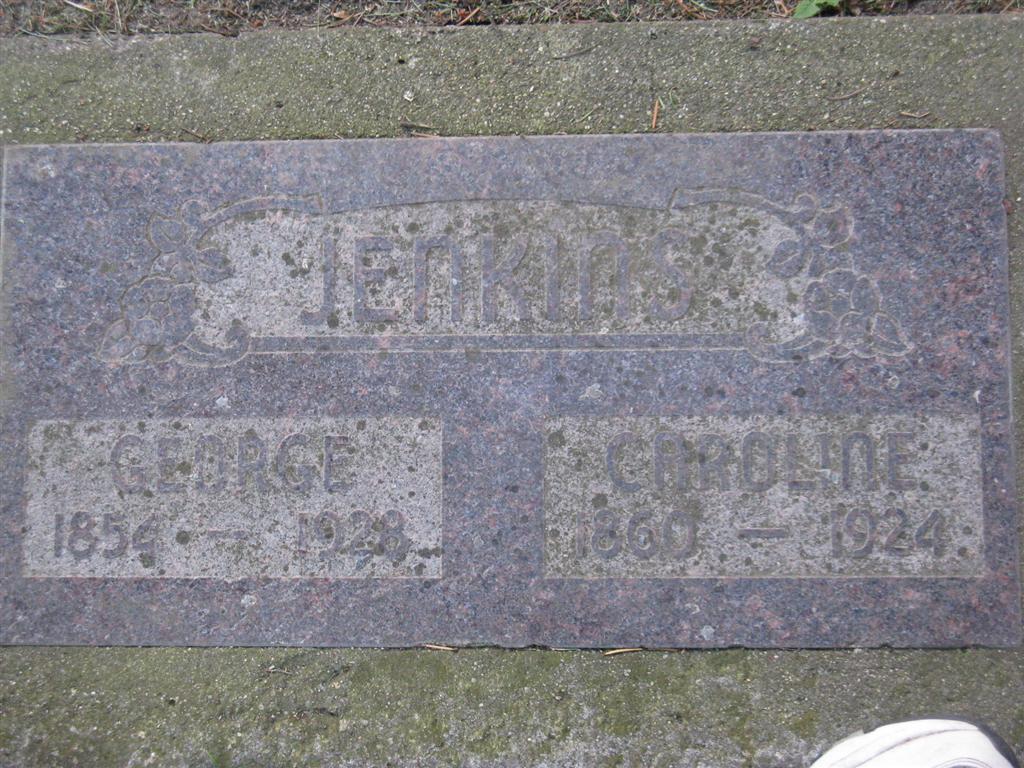 JENKINS
GEORGE CAROLINE
1854 — 1928 1860 — 1924